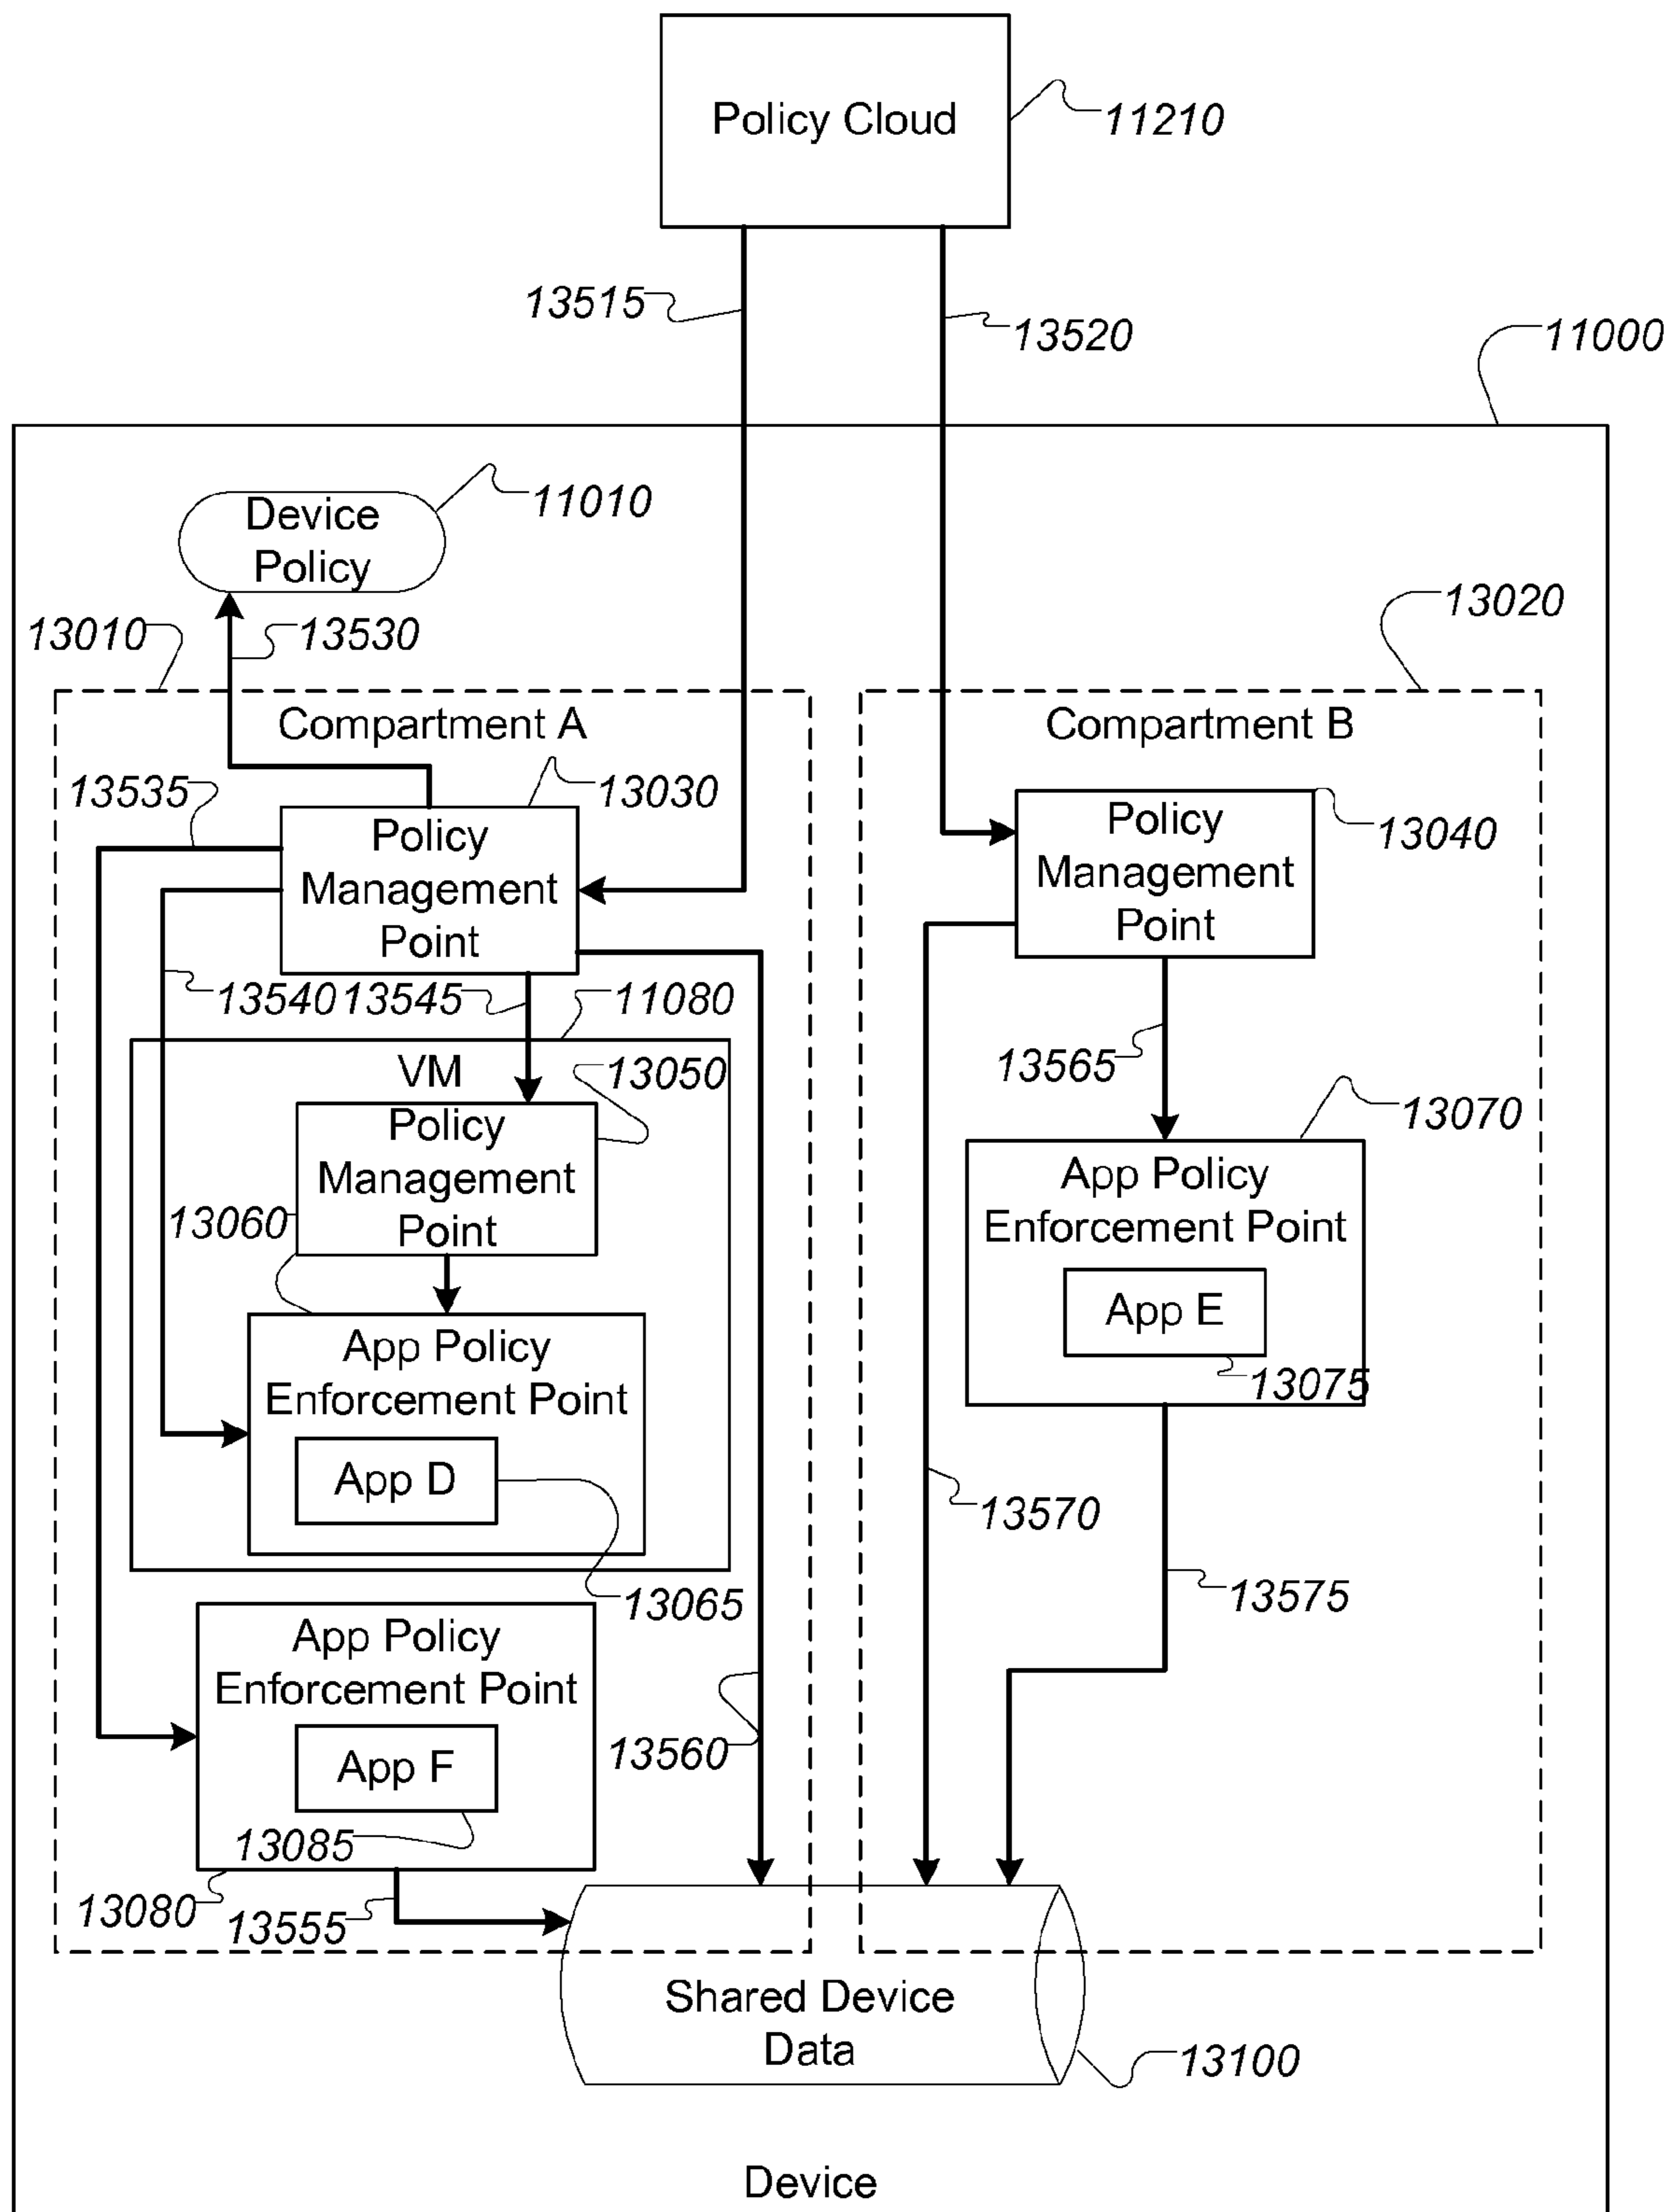 Policy Cloud
11210
13515
13520
11000
Device
Policy
11010
13010
13530
13020
Compartment A
Compartment B
13535
13030
Policy
Management
Point
Policy
Management
Point
13040
13540
13545
11080
VM
13050
13565
Policy
Management
Point
13060
13070
App Policy
Enforcement Point
App E
13075
App Policy
Enforcement Point
App D
13570
13065
13575
App Policy
Enforcement Point
App F
13560
13085
13080
13555
Shared Device
Data
13100
Device